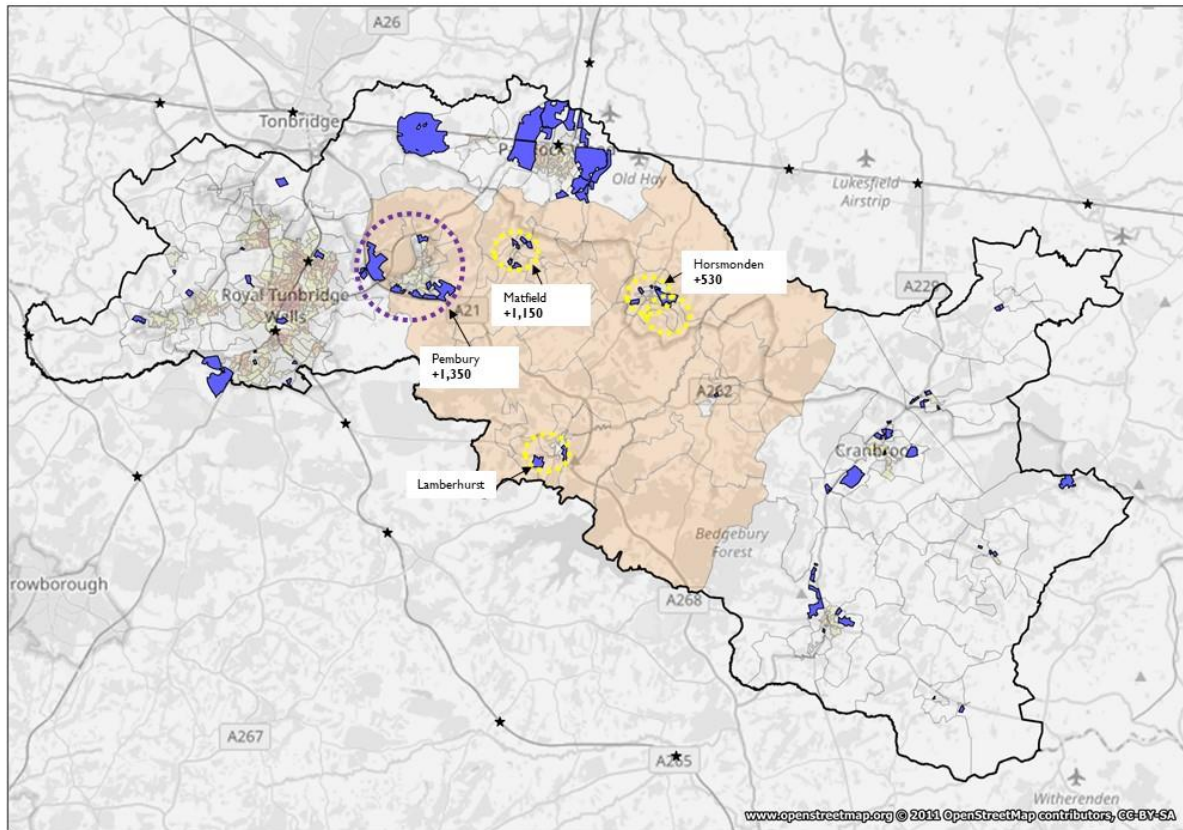 A26
Tonbridge
Old Hay
Lukesfield
Airstrip
Horsmonden
+530
Matfield
+1,150
A229
Royal Tunbridge
Wells
A21
Pembury
+1,350
A262
Lamberhurst
Bedgebury
Forest
rowborough
A268
A267
A265
Witherenden
www.openstreetmap.org © 2011 OpenStreetMap contributors, CC-BY-SA